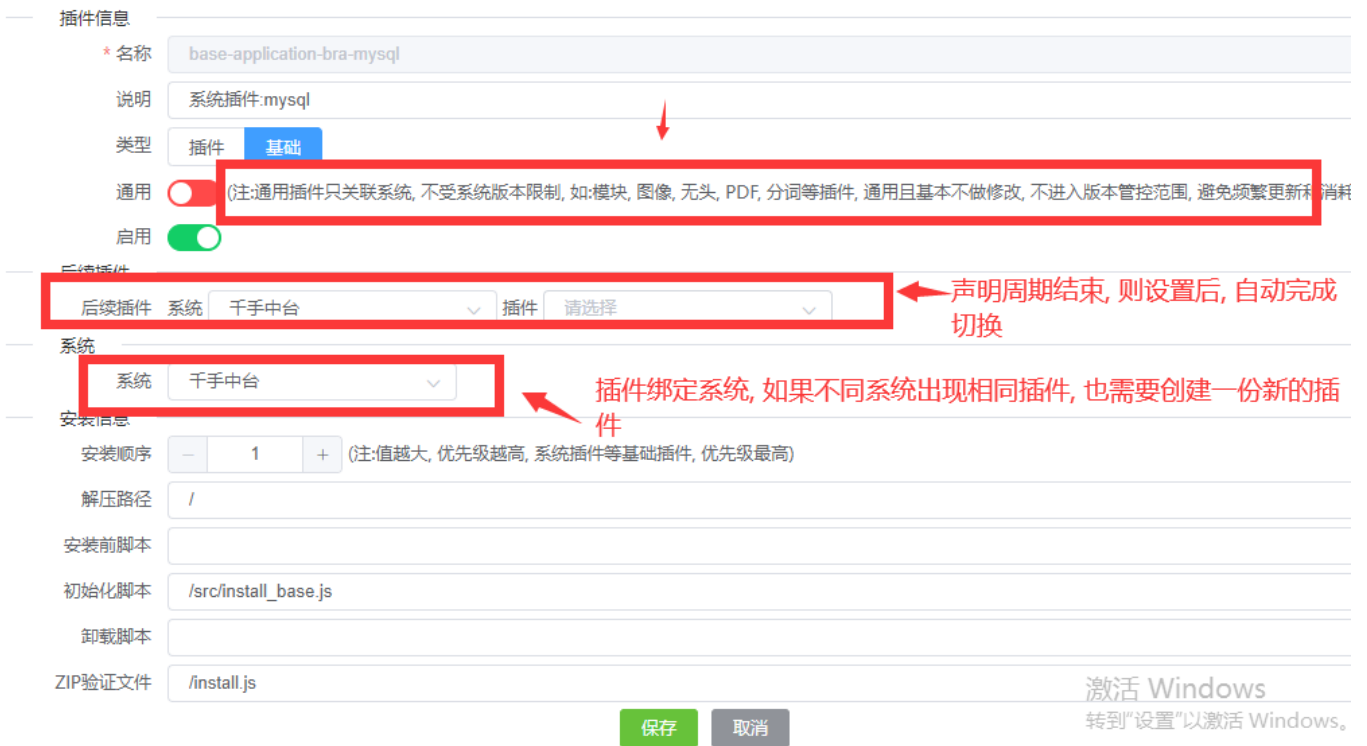 插件信息
* 名称 base-application-bra-mysql
说明 系统插件:mysql
类型 插件 基础
通用 (注:通用插件只关联系统, 不受系统版本限制, 如:模块, 图像, 无头, PDF, 分词等插件, 通用且基本不做修改, 不进入版本管控范围, 避免频繁更新和消耗
启用
后续插件
后续插件 系统 千手中台 插件 请选择
声明周期结束, 则设置后, 自动完成
切换
系统
系统 千手中台
插件绑定系统, 如果不同系统出现相同插件, 也需要创建一份新的插
件
安装信息
安装顺序 − 1 + (注:值越大, 优先级越高, 系统插件等基础插件, 优先级最高)
解压路径 /
安装前脚本
初始化脚本 /src/install_base.js
卸载脚本
ZIP验证文件 /install.js
保存 取消
激活 Windows
转到"设置"以激活 Windows。